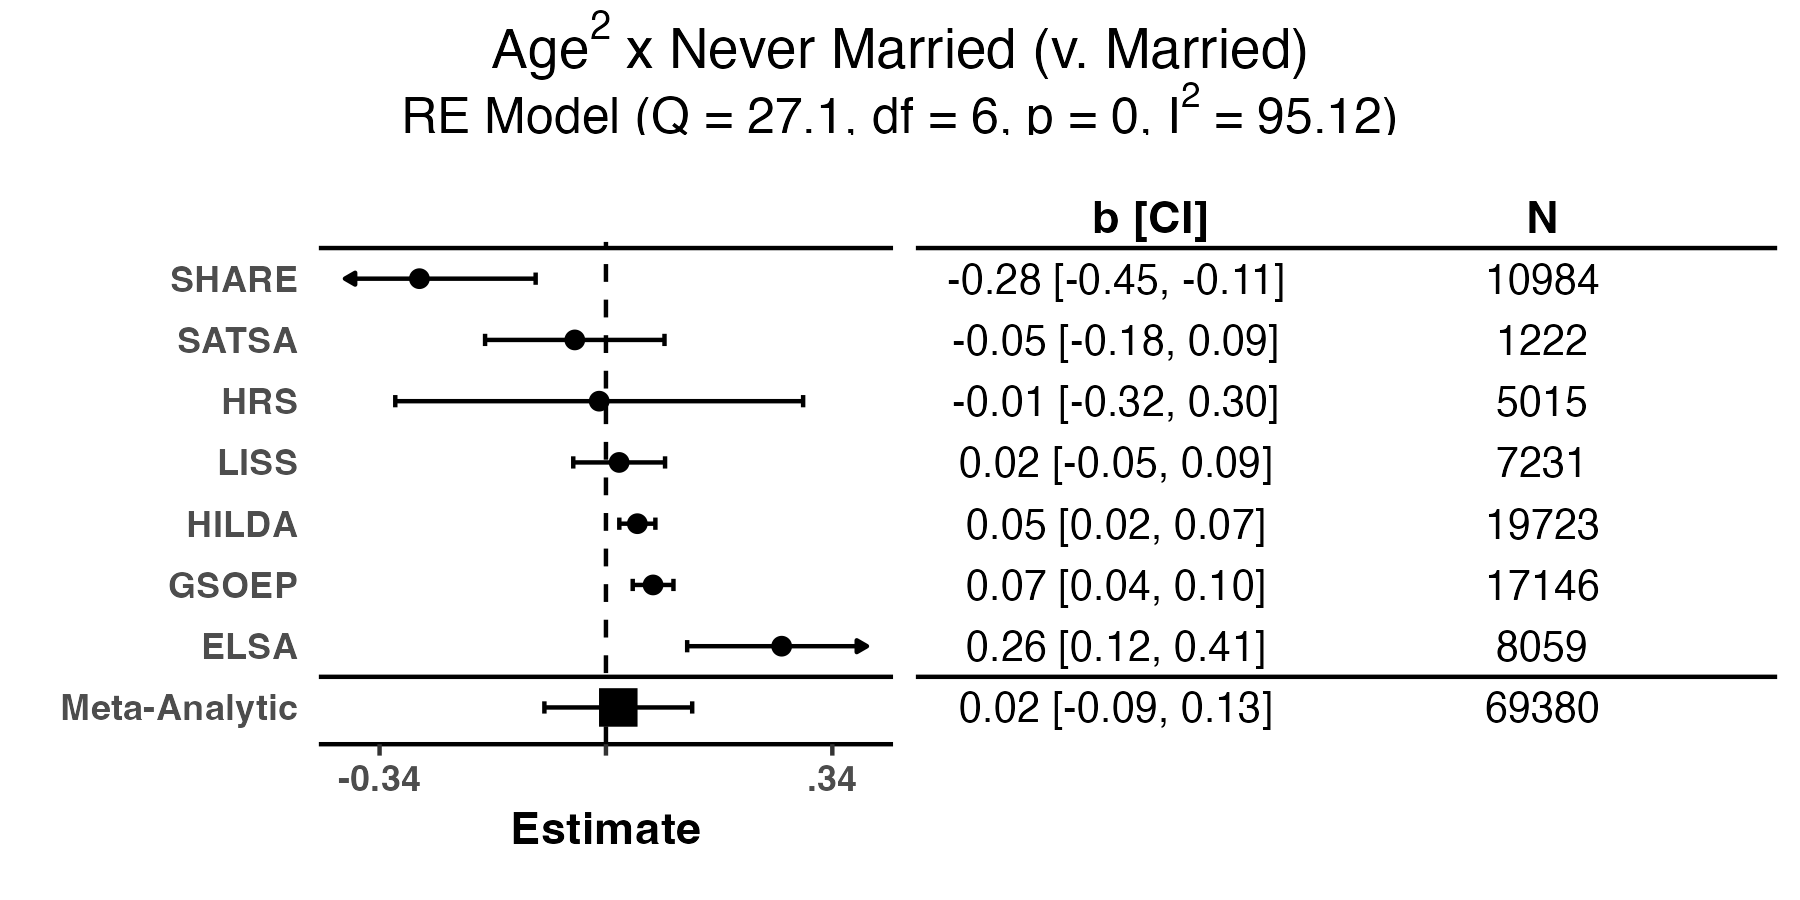 Age² x Never Married (v. Married)
RE Model (Q = 27.1, df = 6, p = 0, I² = 95.12)
b [CI] N
SHARE -0.28 [-0.45, -0.11] 10984
SATSA -0.05 [-0.18, 0.09] 1222
HRS -0.01 [-0.32, 0.30] 5015
LISS 0.02 [-0.05, 0.09] 7231
HILDA 0.05 [0.02, 0.07] 19723
GSOEP 0.07 [0.04, 0.10] 17146
ELSA 0.26 [0.12, 0.41] 8059
Meta-Analytic 0.02 [-0.09, 0.13] 69380
-0.34 .34
Estimate